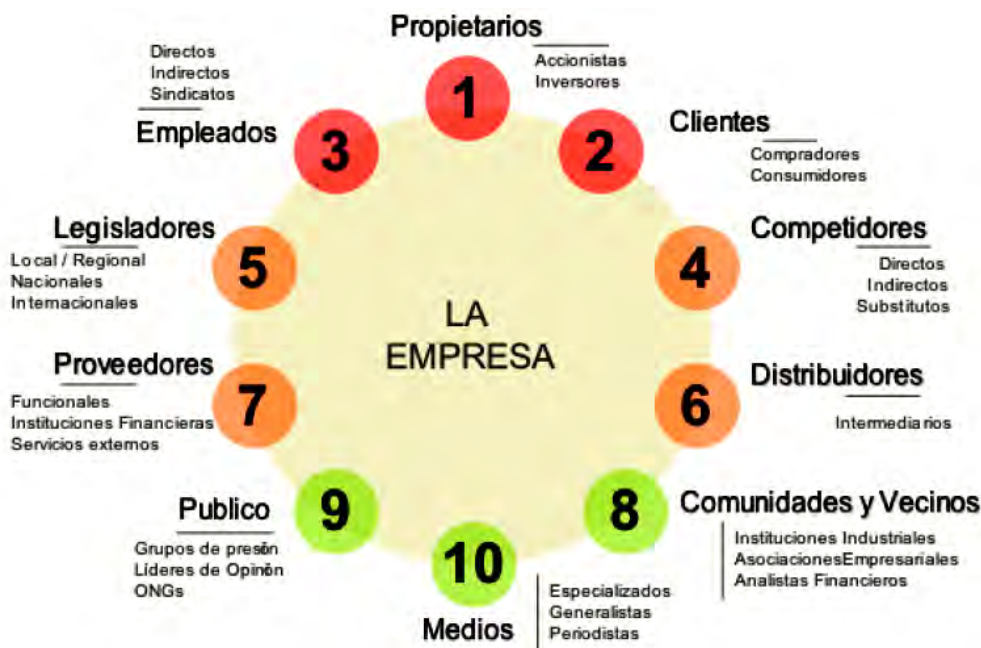 Propietarios
1
Accionistas
Inversores
2
Clientes
Compradores
Consumidores
Directos
Indirectos
Sindicatos
Empleados
3
Competidores
4
Directos
Indirectos
Substitutos
Legisladores
5
Local / Regional
Nacionales
Internacionales
LA
EMPRESA
Distribuidores
6
Intermediarios
Proveedores
7
Funcionales
Instituciones Financieras
Servicios externos
Comunidades y Vecinos
8
Instituciones Industriales
AsociacionesEmpresariales
Analistas Financieros
Publico
9
Grupos de presión
Líderes de Opinón
ONGs
10
Medios
Especializados
Generalistas
Periodistas